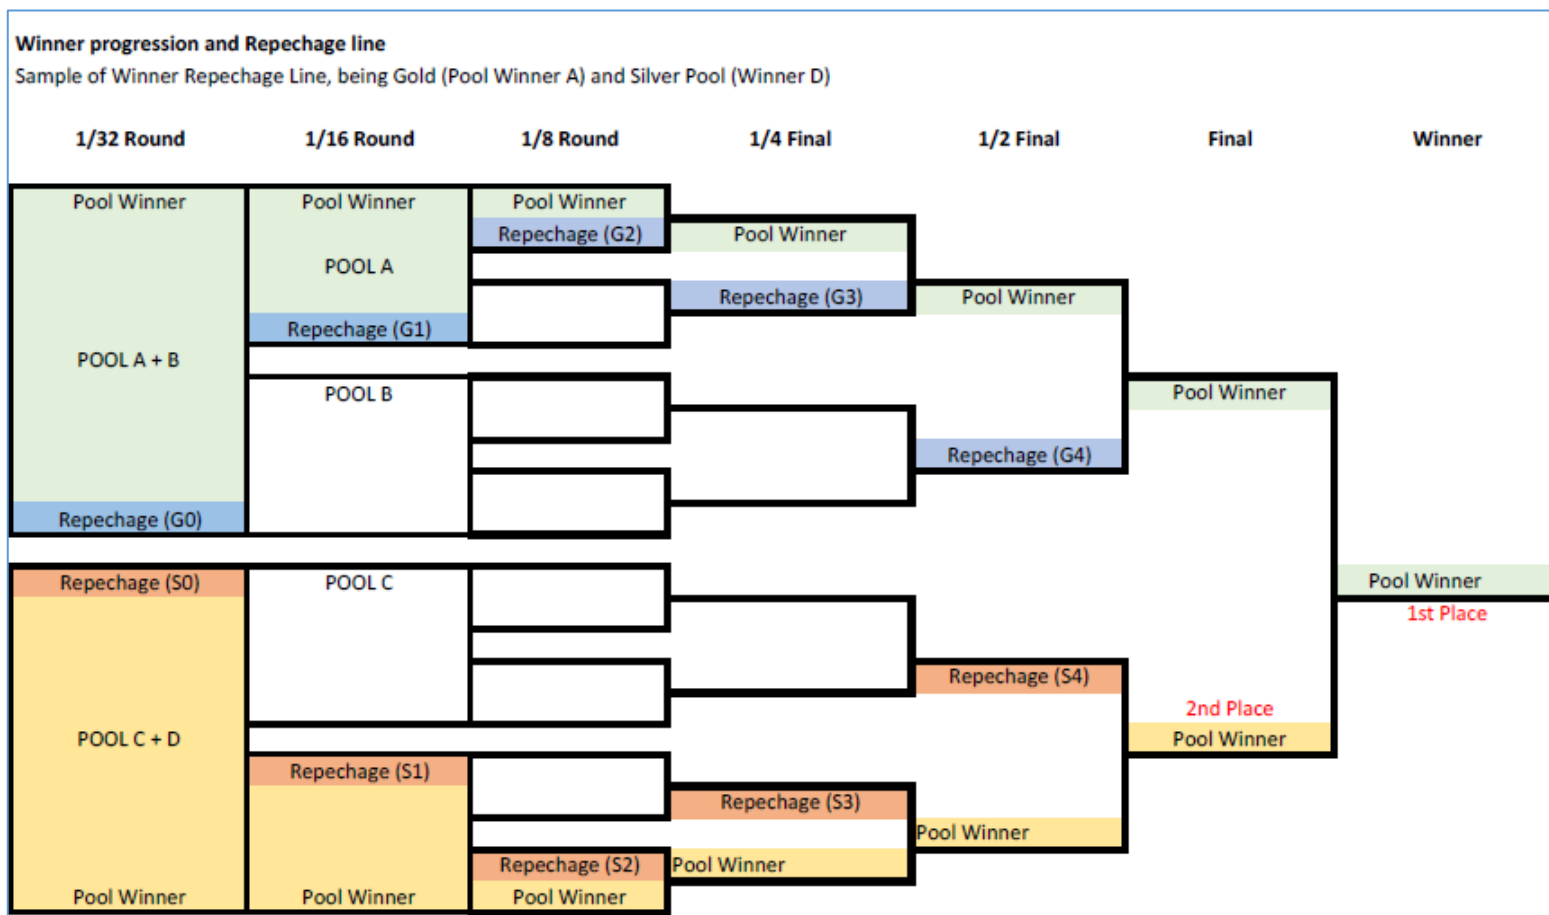 Winner progression and Repechage line
Sample of Winner Repechage Line, being Gold (Pool Winner A) and Silver Pool (Winner D)
1/32 Round 1/16 Round 1/8 Round 1/4 Final 1/2 Final Final Winner
Pool Winner Pool Winner Pool Winner
Repechage (G2) Pool Winner
POOL A
Repechage (G3) Pool Winner
Repechage (G1)
POOL A + B
POOL B Pool Winner
Repechage (G4)
Repechage (G0)
Repechage (S0) POOL C Pool Winner
1st Place
Repechage (S4)
2nd Place
POOL C + D Pool Winner
Repechage (S1)
Repechage (S3)
Pool Winner
Repechage (S2) Pool Winner
Pool Winner Pool Winner Pool Winner